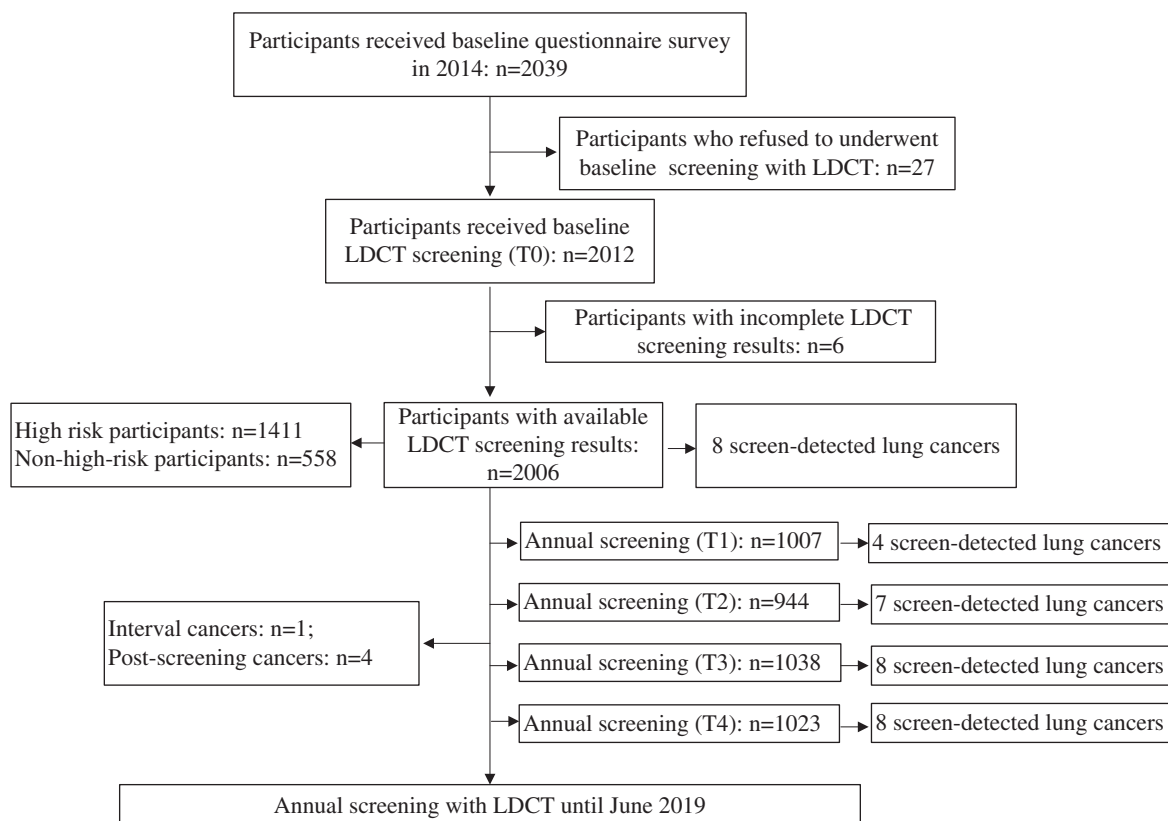 Participants received baseline questionnaire survey
in 2014: n=2039
Participants who refused to underwent
baseline screening with LDCT: n=27
Participants received baseline
LDCT screening (T0): n=2012
Participants with incomplete LDCT
screening results: n=6
High risk participants: n=1411
Non-high-risk participants: n=558
Participants with available
LDCT screening results:
n=2006
8 screen-detected lung cancers
Annual screening (T1): n=1007
4 screen-detected lung cancers
Annual screening (T2): n=944
7 screen-detected lung cancers
Interval cancers: n=1;
Post-screening cancers: n=4
Annual screening (T3): n=1038
8 screen-detected lung cancers
Annual screening (T4): n=1023
8 screen-detected lung cancers
Annual screening with LDCT until June 2019